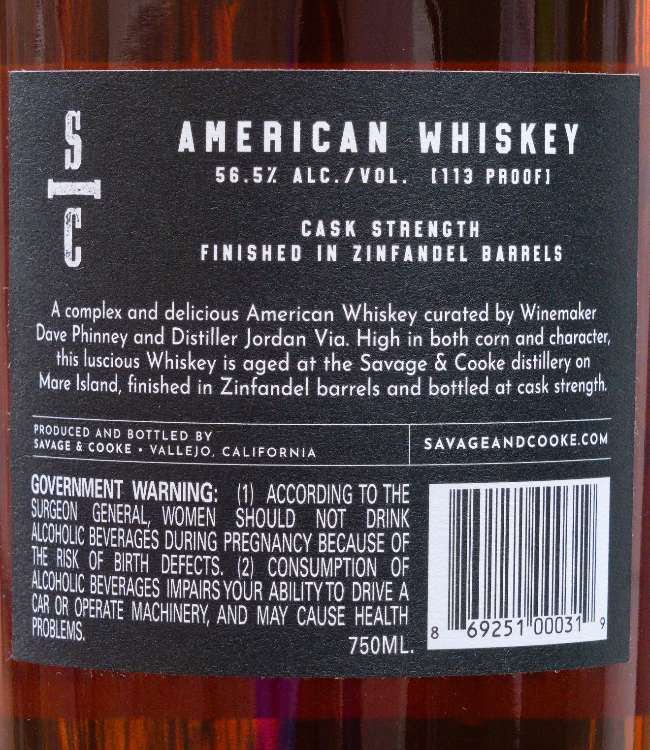 S
C
AMERICAN WHISKEY
56.5% ALC./VOL. [113 PROOF]
CASK STRENGTH
FINISHED IN ZINFANDEL BARRELS
A complex and delicious American Whiskey curated by Winemaker
Dave Phinney and Distiller Jordan Via. High in both corn and character,
this luscious Whiskey is aged at the Savage & Cooke distillery on
Mare Island, finished in Zinfandel barrels and bottled at cask strength.
PRODUCED AND BOTTLED BY
SAVAGE & COOKE • VALLEJO, CALIFORNIA
SAVAGEANDCOOKE.COM
GOVERNMENT WARNING: (1) ACCORDING TO THE
SURGEON GENERAL, WOMEN SHOULD NOT DRINK
ALCOHOLIC BEVERAGES DURING PREGNANCY BECAUSE OF
THE RISK OF BIRTH DEFECTS. (2) CONSUMPTION OF
ALCOHOLIC BEVERAGES IMPAIRS YOUR ABILITY TO DRIVE A
CAR OR OPERATE MACHINERY, AND MAY CAUSE HEALTH
PROBLEMS.
750ML.
8 69251 00031 9